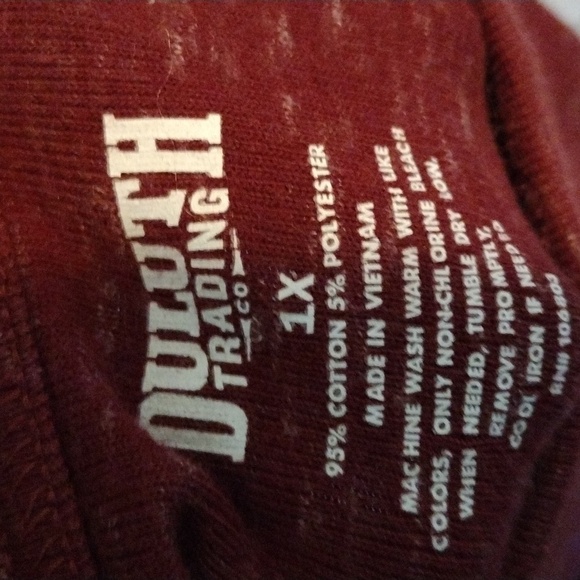 DULUTH
TRADING
CO
1X
95% COTTON 5% POLYESTER
MADE IN VIETNAM
MACHINE WASH WARM WITH LIKE
COLORS, ONLY NON-CHLORINE BLEACH
WHEN NEEDED, TUMBLE DRY LOW,
REMOVE PROMPTLY,
COOL IRON IF NEEDED